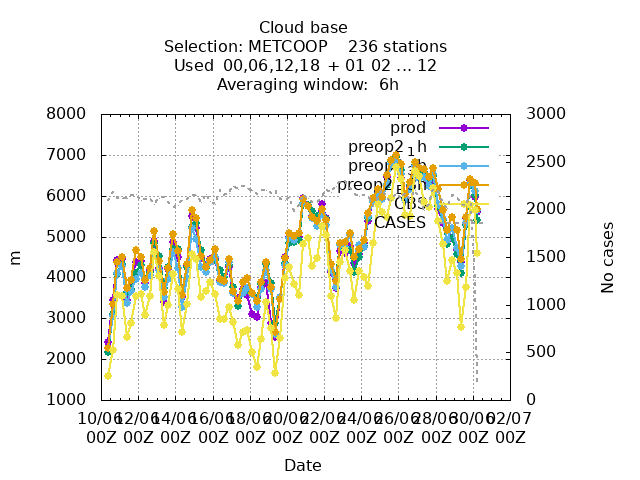 Cloud base
Selection: METCOOP 236 stations
Used 00,06,12,18 + 01 02 ... 12
Averaging window: 6h
8000
7000
6000
5000
4000
3000
2000
1000
m
3000
2500
2000
1500
1000
500
0
No cases
prod
preop2_1h
OBS
CASES
10/06 12/06 14/06 16/06 18/06 20/06 22/06 24/06 26/06 28/06 30/06 02/07
00Z 00Z 00Z 00Z 00Z 00Z 00Z 00Z 00Z 00Z 00Z 00Z
Date